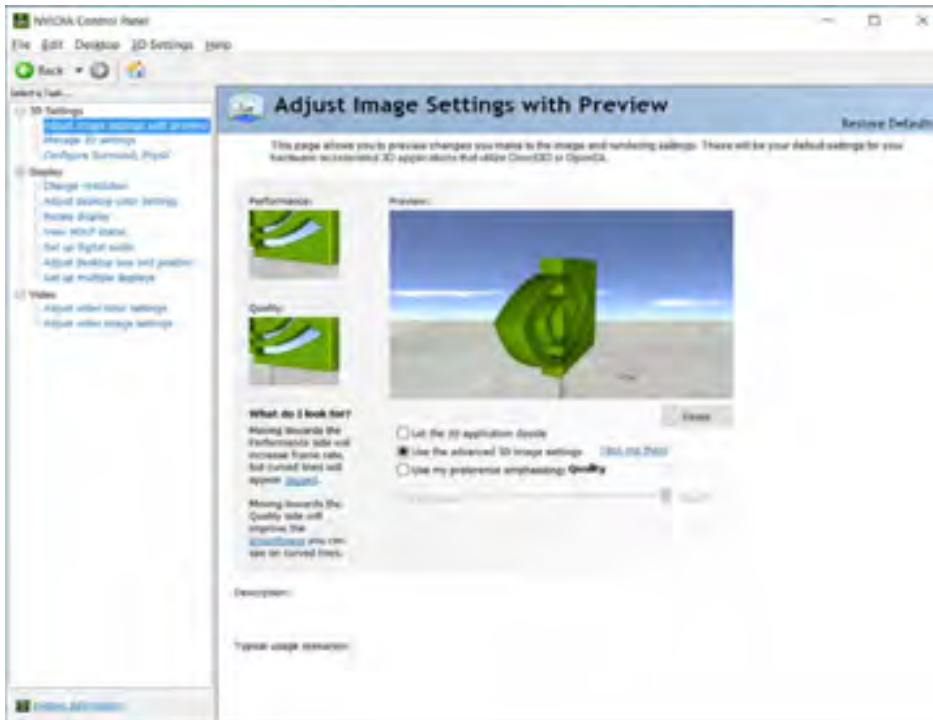 NVIDIA Control Panel
File Edit Desktop 3D Settings Help
Back
Select a Task...
3D Settings
Adjust image settings with preview
Manage 3D settings
Configure Surround, PhysX
Display
Change resolution
Adjust desktop color settings
Rotate display
View HDCP status
Set up digital audio
Adjust desktop size and position
Set up multiple displays
Video
Adjust video color settings
Adjust video image settings
System Information
Adjust Image Settings with Preview
Restore Defaults
This page allows you to preview changes you make to the image and rendering settings. These will be your default settings for your
hardware accelerated 3D applications that utilize Direct3D or OpenGL.
Performance:
Preview:
Quality:
What do I look for?
Moving towards the
Performance side will
increase frame rate,
but curved lines will
appear jagged.
Moving towards the
Quality side will
improve the
smoothness you can
see on curved lines.
Let the 3D application decide
Use the advanced 3D image settings Take me there
Use my preference emphasizing: Quality
Description:
Typical usage scenarios: